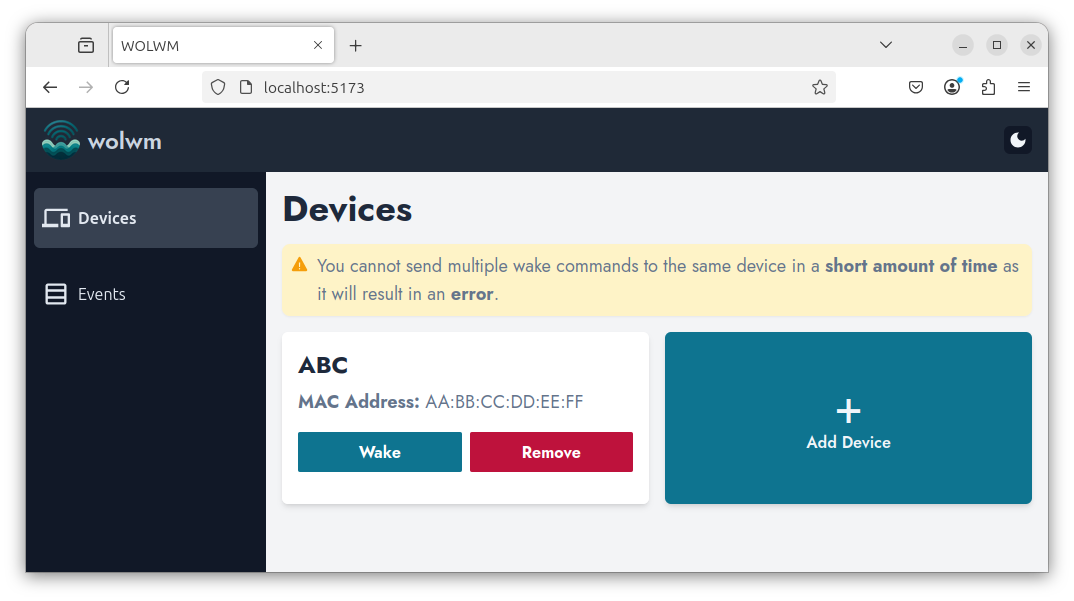 WOLWM
localhost:5173
wolwm
Devices
Events
Devices
You cannot send multiple wake commands to the same device in a short amount of time as
it will result in an error.
ABC
MAC Address: AA:BB:CC:DD:EE:FF
Wake
Remove
Add Device